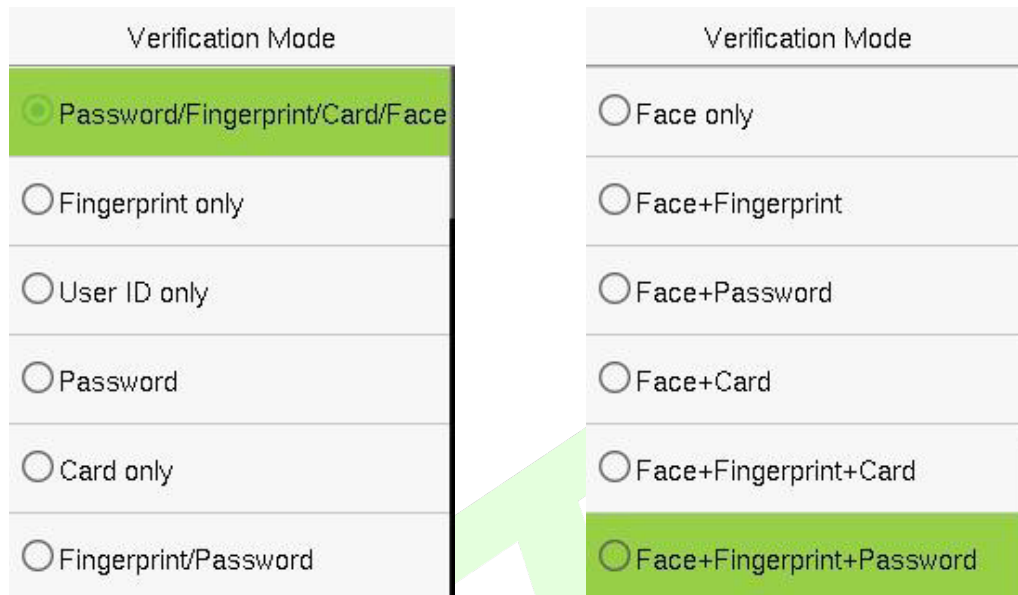 Verification Mode
Password/Fingerprint/Card/Face
Fingerprint only
User ID only
Password
Card only
Fingerprint/Password
Verification Mode
Face only
Face+Fingerprint
Face+Password
Face+Card
Face+Fingerprint+Card
Face+Fingerprint+Password